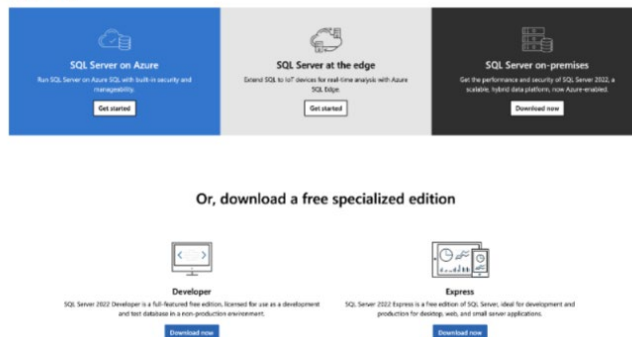 SQL Server on Azure
Run SQL Server on Azure SQL with built-in security and
manageability.
Get started
SQL Server at the edge
Extend SQL to IoT devices for real-time analysis with Azure
SQL Edge.
Get started
SQL Server on-premises
Get the performance and security of SQL Server 2022, a
scalable, hybrid data platform, now Azure-enabled.
Download now
Or, download a free specialized edition
Developer
SQL Server 2022 Developer is a full-featured free edition, licensed for use as a development
and test database in a non-production environment.
Download now
Express
SQL Server 2022 Express is a free edition of SQL Server, ideal for development and
production for desktop, web, and small server applications.
Download now